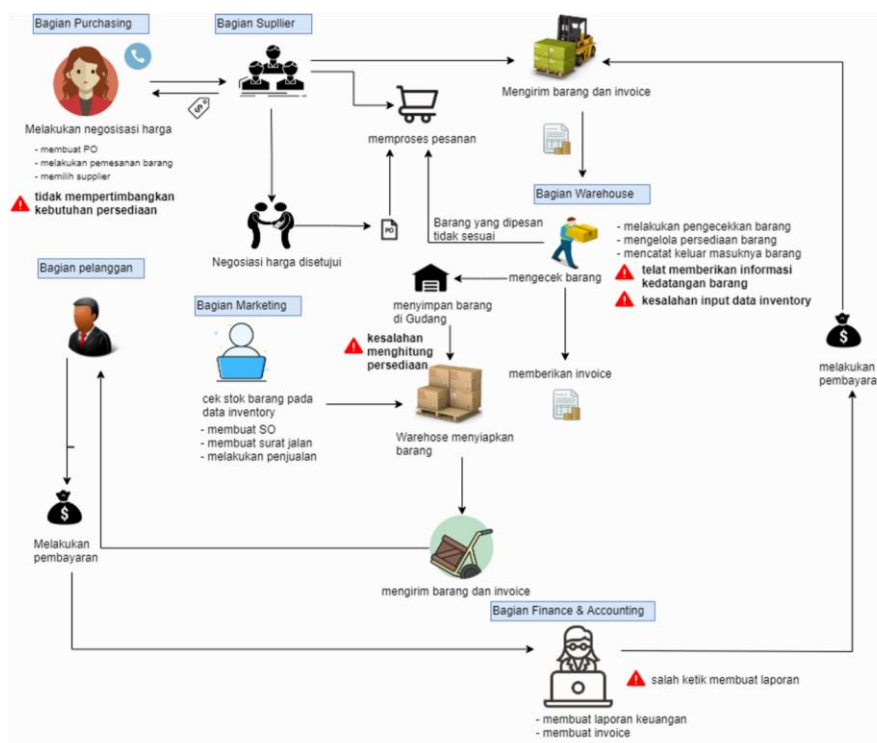 Bagian Purchasing
Bagian Supllier
Melakukan negosisasi harga
- membuat PO
- melakukan pemesanan barang
- memilih supplier
tidak mempertimbangkan
kebutuhan persediaan
memproses pesanan
Mengirim barang dan invoice
Negosiasi harga disetujui
PO
Barang yang dipesan
tidak sesuai
Bagian Warehouse
- melakukan pengecekkan barang
- mengelola persediaan barang
- mencatat keluar masuknya barang
telat memberikan informasi
kedatangan barang
kesalahan input data inventory
mengecek barang
Bagian pelanggan
Bagian Marketing
menyimpan barang
di Gudang
kesalahan
menghitung
persediaan
memberikan invoice
$
melakukan
pembayara
cek stok barang pada
data inventory
- membuat SO
- membuat surat jalan
- melakukan penjualan
Warehose menyiapkan
barang
$
Melakukan
pembayaran
mengirim barang dan invoice
Bagian Finance & Accounting
salah ketik membuat laporan
- membuat laporan keuangan
- membuat invoice